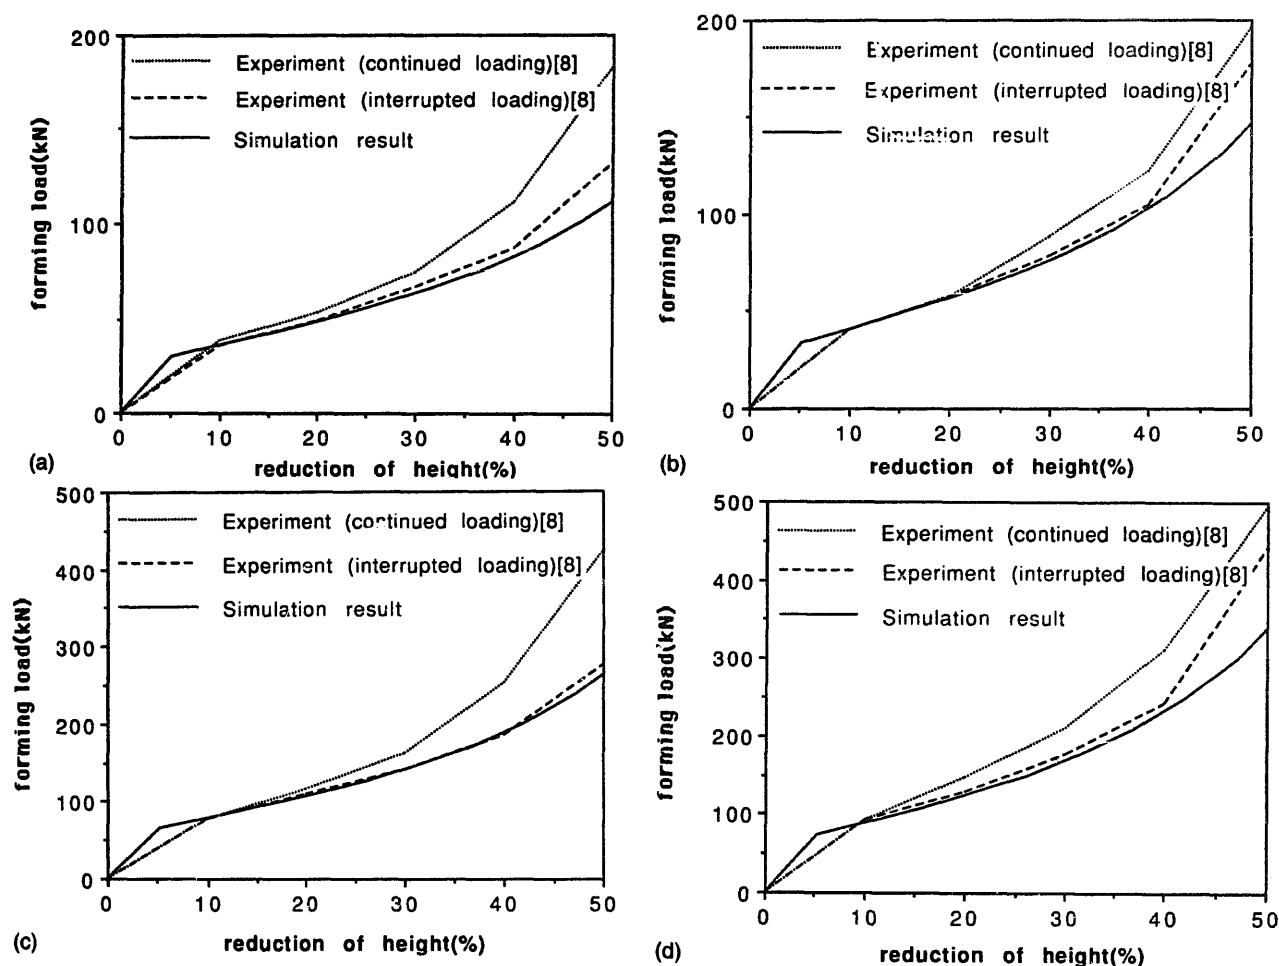 200
Experiment (continued loading)[8]
Experiment (interrupted loading)[8]
Simulation result
forming load(kN)
100
0
0 10 20 30 40 50
(a)
reduction of height(%)
200
Experiment (continued loading)[8]
Experiment (interrupted loading)[8]
Simulation result
forming load(kN)
100
0
0 10 20 30 40 50
(b)
reduction of height(%)
500
Experiment (continued loading)[8]
400
Experiment (interrupted loading)[8]
Simulation result
300
forming load(kN)
200
100
0
0 10 20 30 40 50
(c)
reduction of height(%)
500
Experiment (continued loading)[8]
400
Experiment (interrupted loading)[8]
Simulation result
300
forming load(kN)
200
100
0
0 10 20 30 40 50
(d)
reduction of height(%)